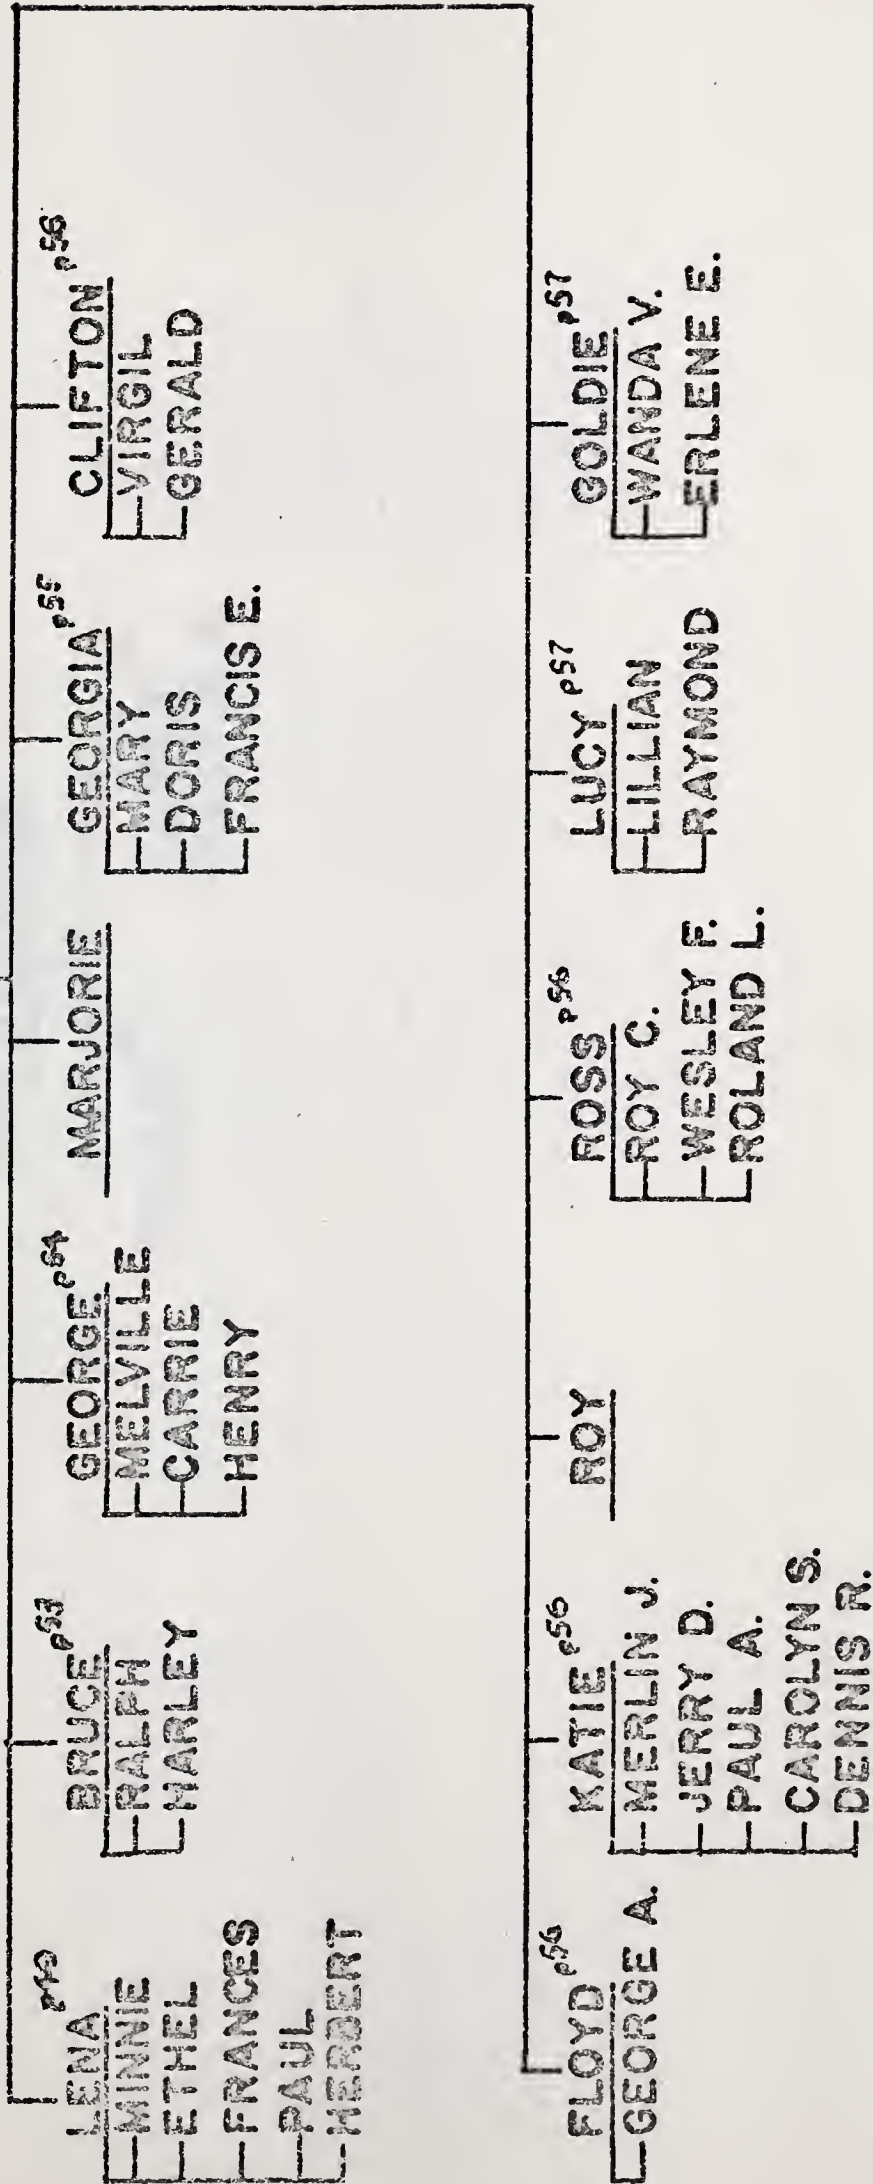 LENA
MINNIE
ETHEL
FRANCES
PAUL
HERBERT
BRUCE p53
RALPH
HARLEY
GEORGE p54
MELVILLE
CARRIE
HENRY
MARJORIE
GEORGIA p55
MARY
DORIS
FRANCIS E.
CLIFTON p56
VIRGIL
GERALD
FLOYD p56
GEORGE A.
KATIE p56
MERLIN J.
JERRY D.
PAUL A.
CAROLYN S.
DENNIS R.
ROY
ROSS p56
ROY C.
WESLEY F.
ROLAND L.
LUCY p57
LILLIAN
RAYMOND
GOLDIE p57
WANDA V.
ERLENE E.